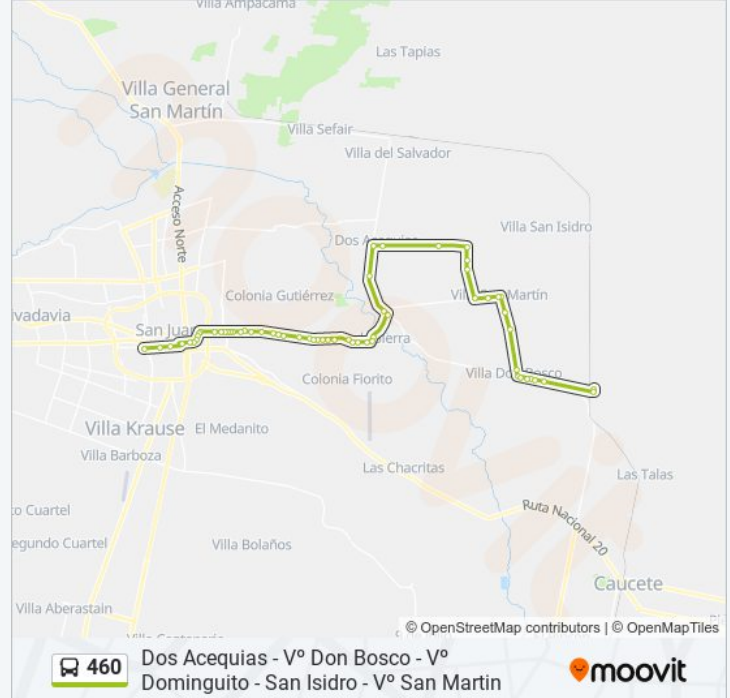 Villa Ampacama
Las Tapias
Villa General
San Martín
Villa Sefair
Villa del Salvador
Acceso Norte
Villa San Isidro
Dos Acequias
Colonia Gutiérrez
Martín
ivadavia
San Juan
Colonia Fiorito
Villa Don Bosco
Villa Krause
El Medanito
Villa Barboza
Las Chacritas
Las Talas
to Cuartel
Ruta Nacional 20
egundo Cuartel
Villa Bolaños
Caucete
Villa Aberastain
© OpenStreetMap contributors | © OpenMapTiles
460
Dos Acequias - Vº Don Bosco - Vº
Dominguito - San Isidro - Vº San Martin
moovit